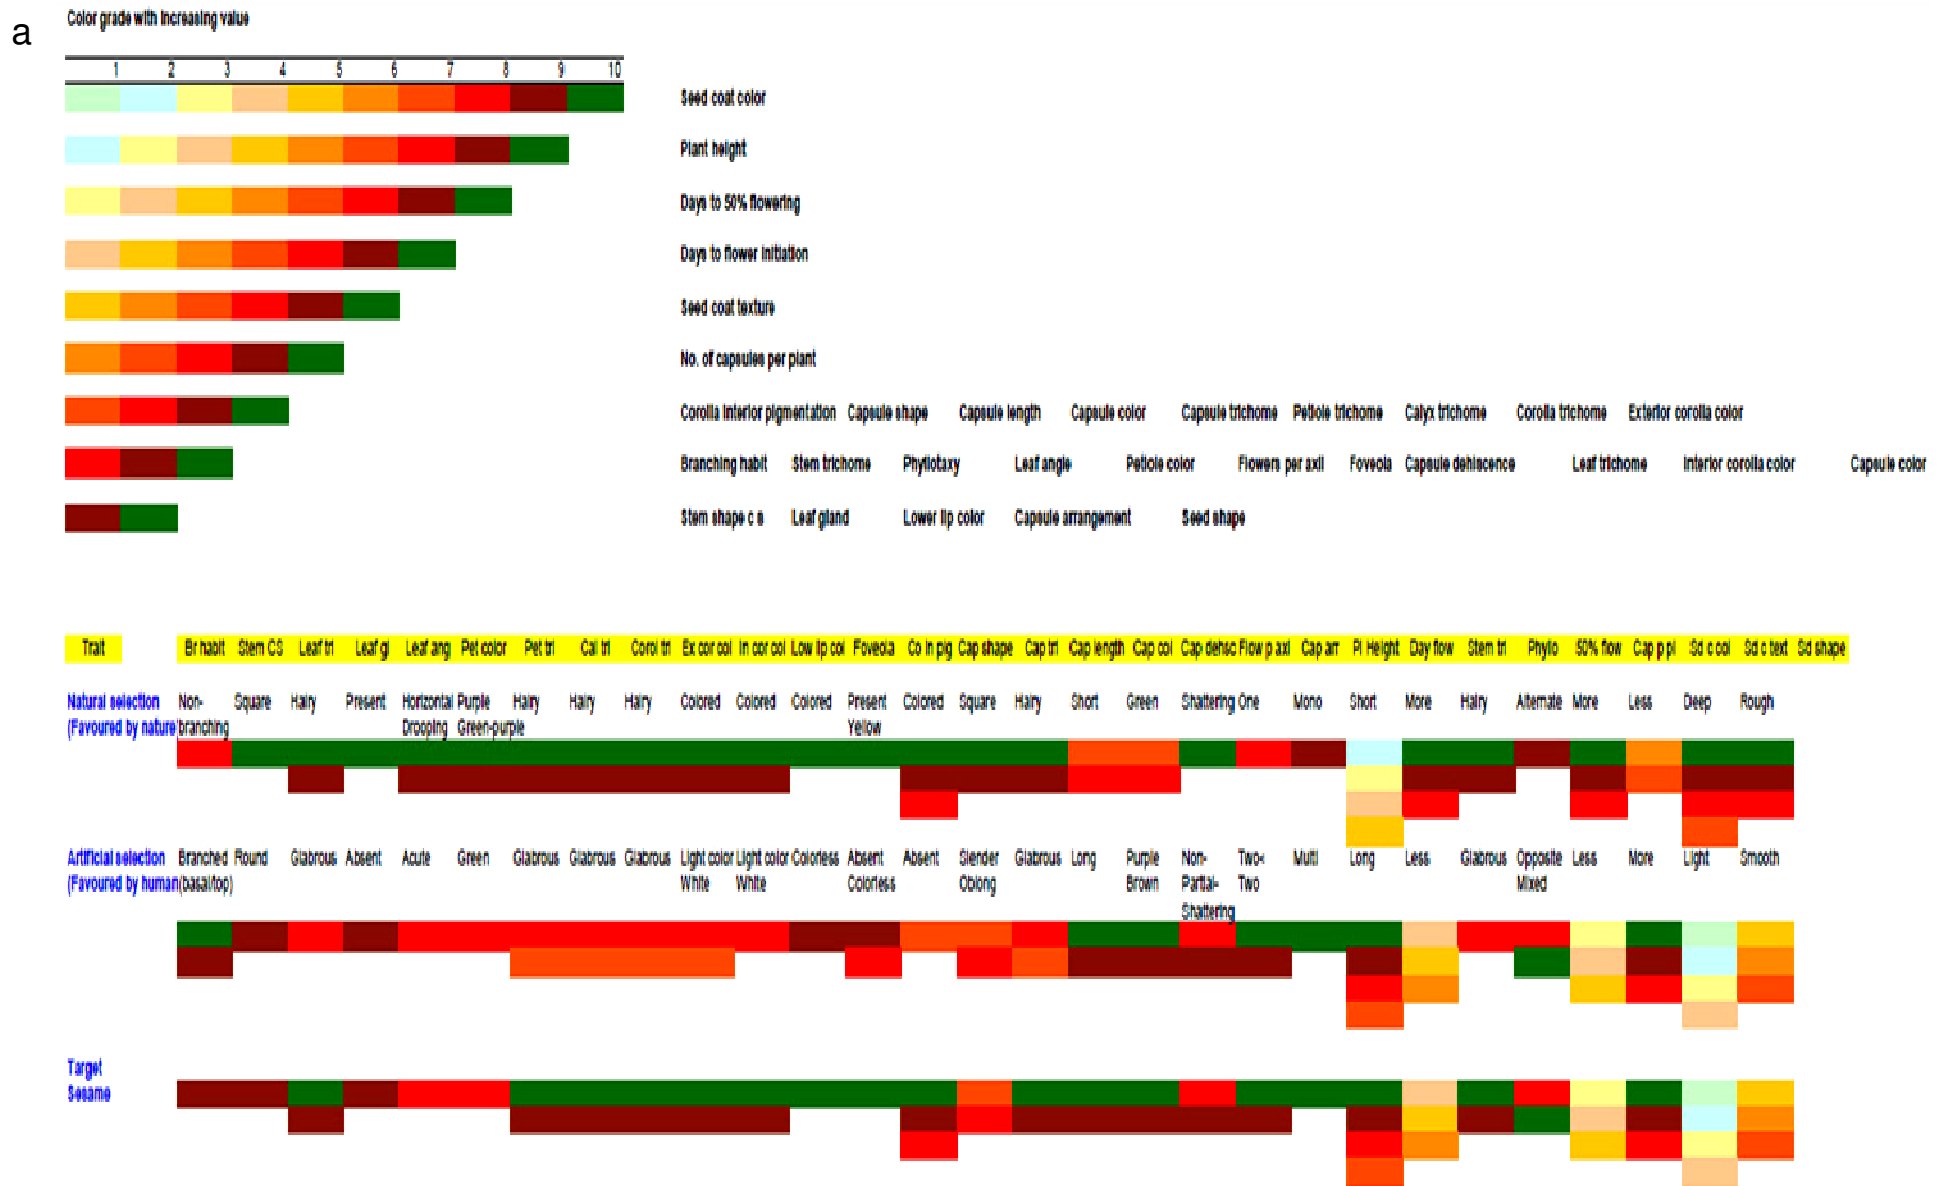 a
Color grade with increasing value
1 2 3 4 5 6 7 8 9 10
Seed coat color
Plant height
Days to 50% flowering
Days to flower initiation
Seed coat texture
No. of capsules per plant
Corolla interior pigmentation Capsule shape Capsule length Capsule color Capsule trichome Petiole trichome Calyx trichome Corolla trichome Exterior corolla color
Branching habit Stem trichome Phyllotaxy Leaf angle Petiole color Flowers per axil Foveola Capsule dehiscence Leaf trichome Interior corolla color Capsule color
Stem shape c s Leaf gland Lower lip color Capsule arrangement Seed shape
Trait Br habit Stem CS Leaf tri Leaf gl Leaf ang Pet color Pet tri Cal tri Corol tri Ex cor col In cor col Low lip col Foveola Co in pig Cap shape Cap tri Cap length Cap col Cap dehsc Flow p axl Cap arr Pl Height Day flow Stem tri Phylo 50% flow Cap p pl Sd c col Sd c text Sd shape
Natural selection Non- Square Hairy Present Horizontal Purple Hairy Hairy Hairy Colored Colored Colored Present Colored Square Hairy Short Green Shattering One Mono Short More Hairy Alternate More Less Deep Rough
(Favoured by nature branching Drooping Green-purple Yellow
Artificial selection Branched Round Glabrous Absent Acute Green Glabrous Glabrous Glabrous Light color Light color Colorless Absent Absent Slender Glabrous Long Purple Non- Two< Multi Long Less Glabrous Opposite Less More Light Smooth
(Favoured by human (basal/top) White White Colorless Oblong Brown Partial- Two Mixed
Shattering
Target
Sesame